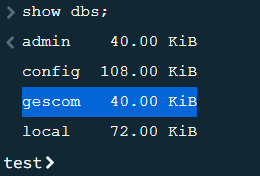 > show dbs;
< admin    40.00 KiB
config  108.00 KiB
gescom   40.00 KiB
local    72.00 KiB
test>